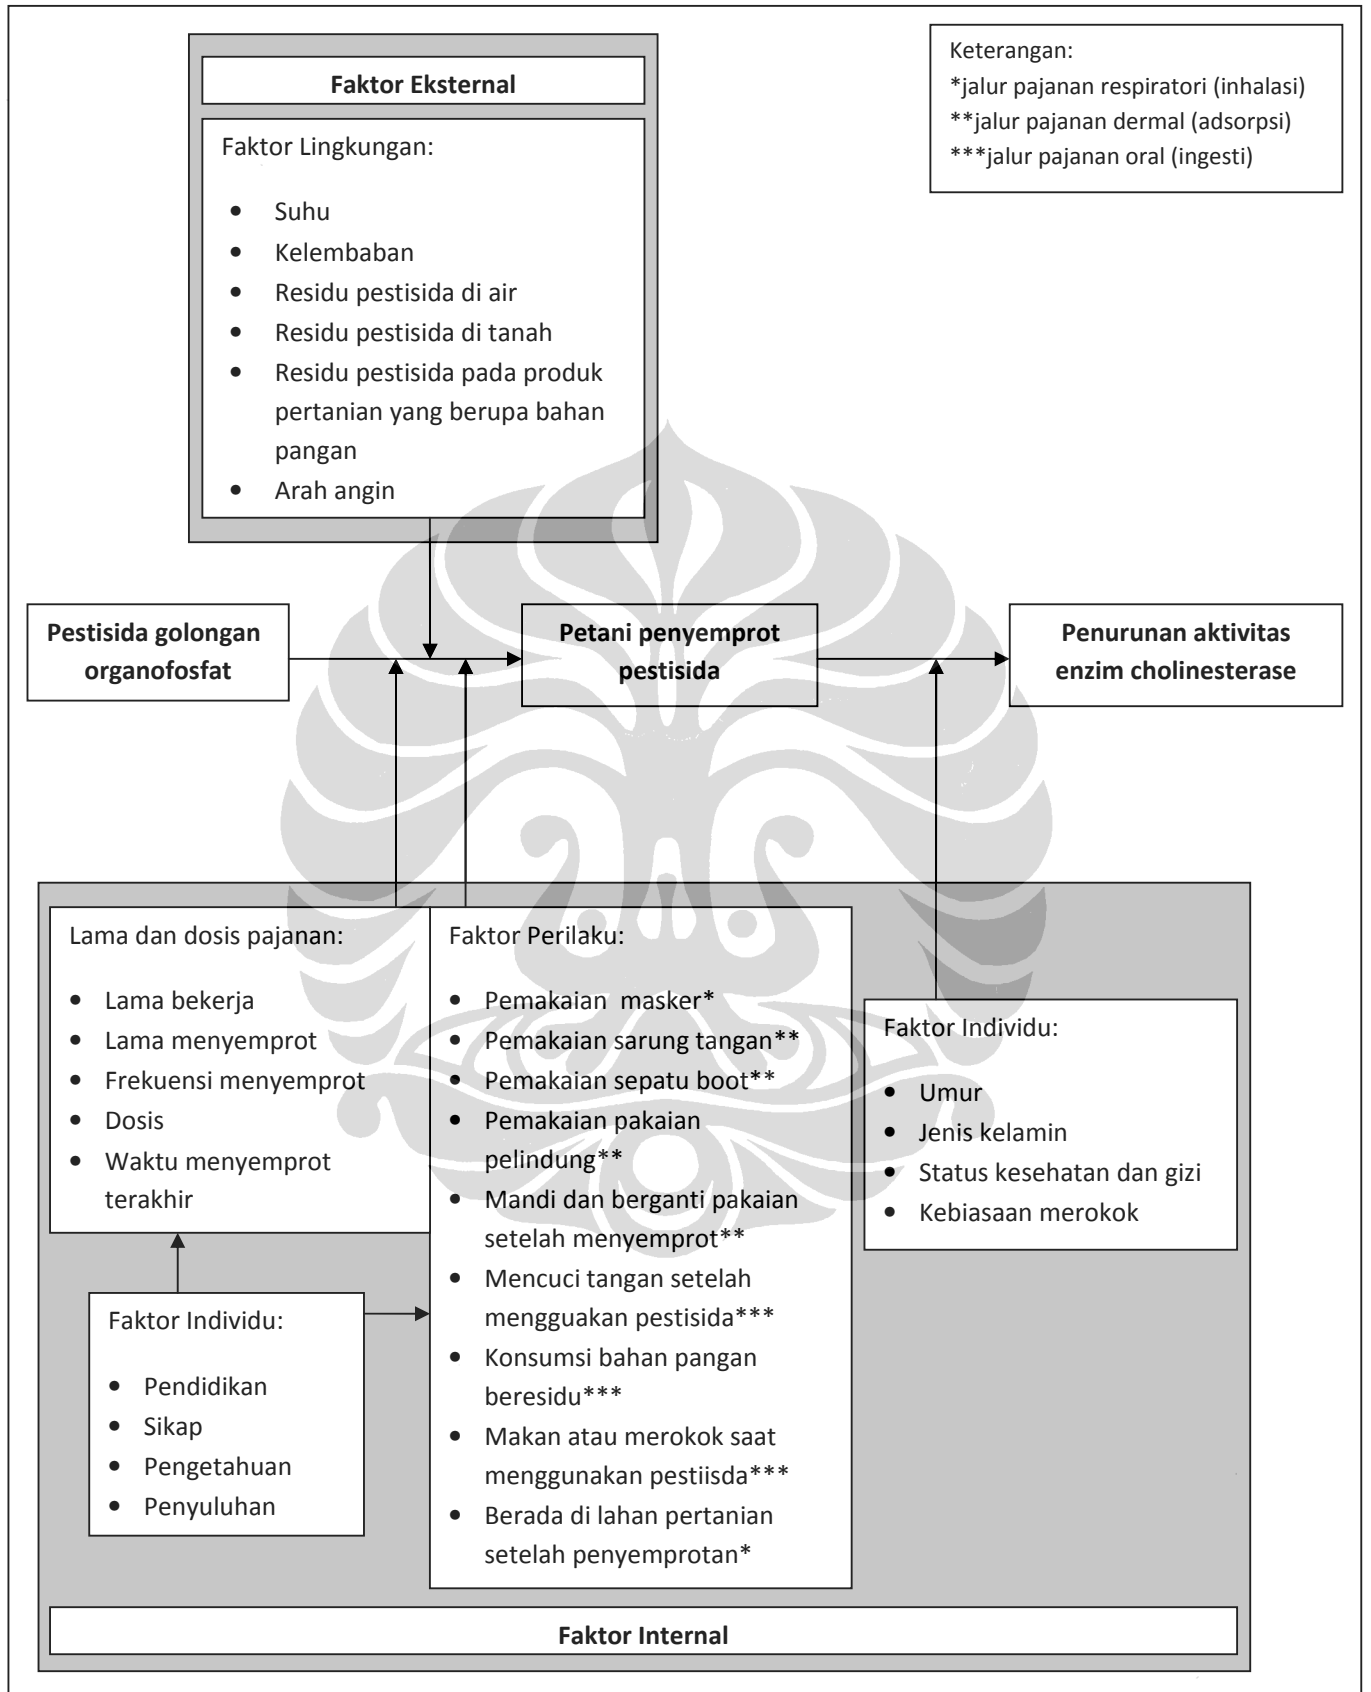 Faktor Eksternal
Faktor Lingkungan:
• Suhu
• Kelembaban
• Residu pestisida di air
• Residu pestisida di tanah
• Residu pestisida pada produk
pertanian yang berupa bahan
pangan
• Arah angin
Keterangan:
*jalur pajanan respiratori (inhalasi)
**jalur pajanan dermal (adsorpsi)
***jalur pajanan oral (ingesti)
Pestisida golongan
organofosfat
Petani penyemprot
pestisida
Penurunan aktivitas
enzim cholinesterase
Lama dan dosis pajanan:
• Lama bekerja
• Lama menyemprot
• Frekuensi menyemprot
• Dosis
• Waktu menyemprot
terakhir
Faktor Individu:
• Pendidikan
• Sikap
• Pengetahuan
• Penyuluhan
Faktor Perilaku:
• Pemakaian  masker*
• Pemakaian sarung tangan**
• Pemakaian sepatu boot**
• Pemakaian pakaian
pelindung**
• Mandi dan berganti pakaian
setelah menyemprot**
• Mencuci tangan setelah
mengguakan pestisida***
• Konsumsi bahan pangan
beresidu***
• Makan atau merokok saat
menggunakan pestiisda***
• Berada di lahan pertanian
setelah penyemprotan*
Faktor Individu:
• Umur
• Jenis kelamin
• Status kesehatan dan gizi
• Kebiasaan merokok
Faktor Internal